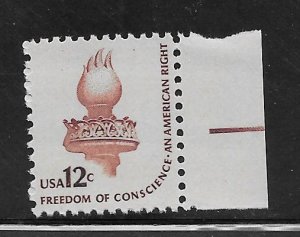 USA 12c
FREEDOM OF CONSCIENCE·AN AMERICAN RIGHT